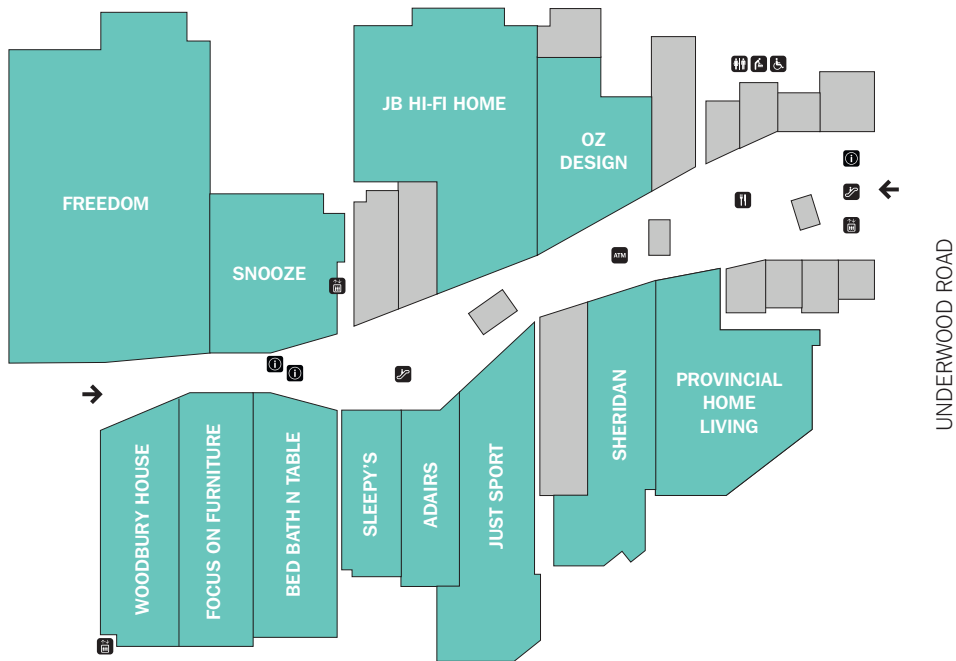 JB HI-FI HOME
OZ
DESIGN
FREEDOM
SNOOZE
ATM
UNDERWOOD ROAD
WOODBURY HOUSE
FOCUS ON FURNITURE
BED BATH N TABLE
SLEEPY'S
ADAIRS
JUST SPORT
SHERIDAN
PROVINCIAL
HOME
LIVING